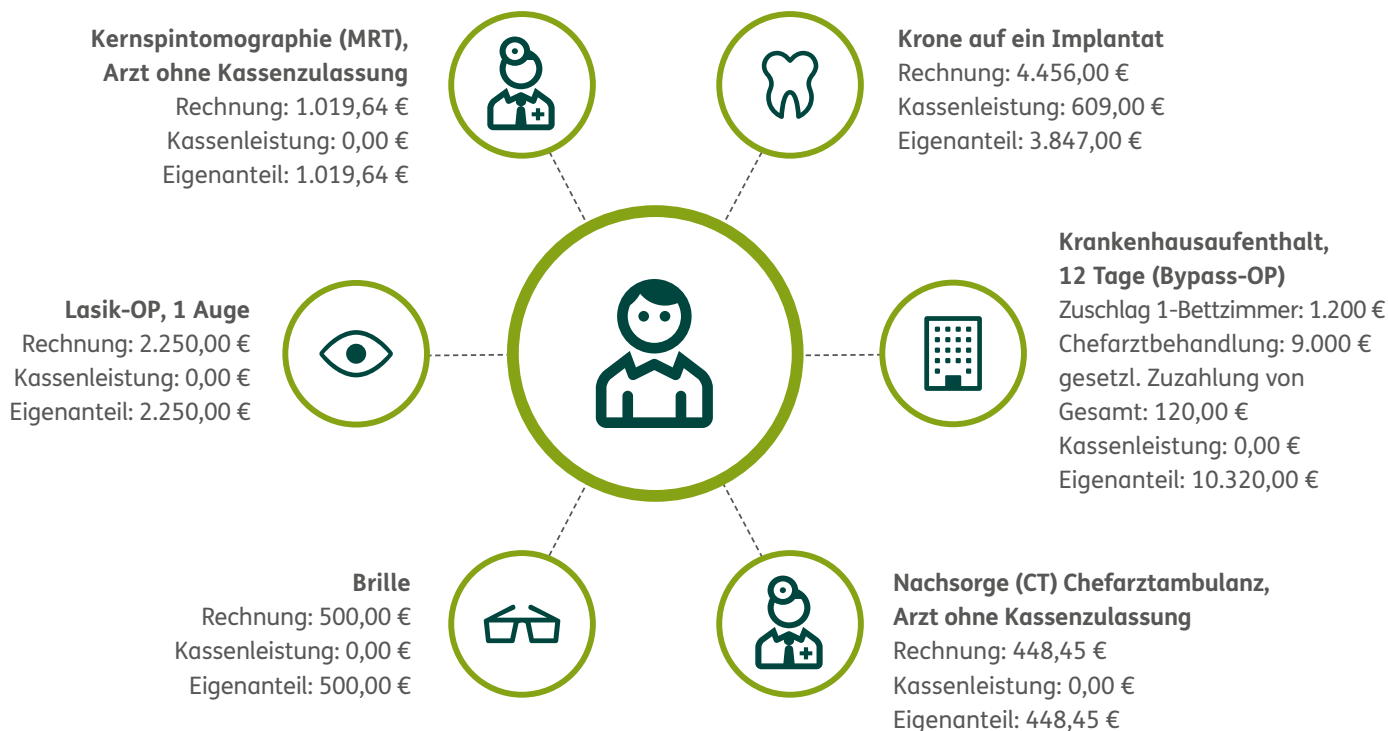 Kernspintomographie (MRT),
Arzt ohne Kassenzulassung
Rechnung: 1.019,64 €
Kassenleistung: 0,00 €
Eigenanteil: 1.019,64 €
Krone auf ein Implantat
Rechnung: 4.456,00 €
Kassenleistung: 609,00 €
Eigenanteil: 3.847,00 €
Lasik-OP, 1 Auge
Rechnung: 2.250,00 €
Kassenleistung: 0,00 €
Eigenanteil: 2.250,00 €
Krankenhausaufenthalt,
12 Tage (Bypass-OP)
Zuschlag 1-Bettzimmer: 1.200 €
Chefarztbehandlung: 9.000 €
gesetzl. Zuzahlung von
Gesamt: 120,00 €
Kassenleistung: 0,00 €
Eigenanteil: 10.320,00 €
Brille
Rechnung: 500,00 €
Kassenleistung: 0,00 €
Eigenanteil: 500,00 €
Nachsorge (CT) Chefarztambulanz,
Arzt ohne Kassenzulassung
Rechnung: 448,45 €
Kassenleistung: 0,00 €
Eigenanteil: 448,45 €